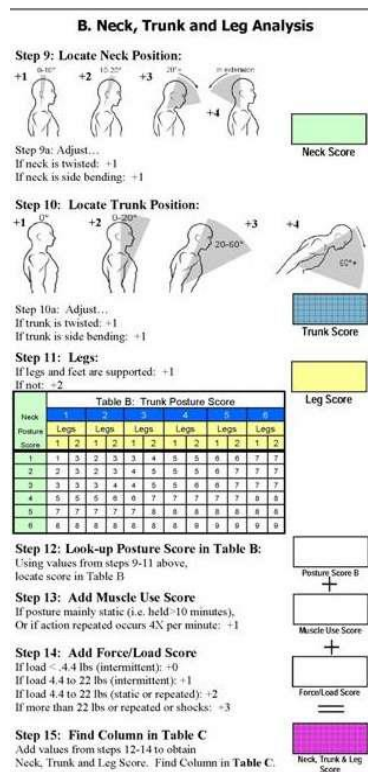 B. Neck, Trunk and Leg Analysis
Step 9: Locate Neck Position:
+1 0-10° +2 10-20° +3 20°+ in extension
+4
Step 9a: Adjust…
If neck is twisted: +1
If neck is side bending: +1
Neck Score
Step 10: Locate Trunk Position:
+1 0° +2 0-20° +3 +4
20-60° 60°+
Step 10a: Adjust…
If trunk is twisted: +1
If trunk is side bending: +1
Trunk Score
Step 11: Legs:
If legs and feet are supported: +1
If not: +2
Leg Score
Table B: Trunk Posture Score
Neck 1 2 3 4 5 6
Posture Legs Legs Legs Legs Legs Legs
Score 1 2 1 2 1 2 1 2 1 2 1 2
1 1 3 2 3 3 4 5 5 6 6 7 7
2 2 3 2 3 4 5 5 5 6 7 7 7
3 3 3 3 4 4 5 5 6 6 7 7 7
4 5 5 5 6 6 7 7 7 7 7 8 8
5 7 7 7 7 7 8 8 8 8 8 8 8
6 8 8 8 8 8 8 8 9 9 9 9 9
Step 12: Look-up Posture Score in Table B:
Using values from steps 9-11 above,
locate score in Table B
Posture Score B
+
Step 13: Add Muscle Use Score
If posture mainly static (i.e. held>10 minutes),
Or if action repeated occurs 4X per minute: +1
Muscle Use Score
+
Step 14: Add Force/Load Score
If load < .4.4 lbs (intermittent): +0
If load 4.4 to 22 lbs (intermittent): +1
If load 4.4 to 22 lbs (static or repeated): +2
If more than 22 lbs or repeated or shocks: +3
Force/Load Score
=
Step 15: Find Column in Table C
Add values from steps 12-14 to obtain
Neck, Trunk and Leg Score. Find Column in Table C.
Neck, Trunk & Leg
Score